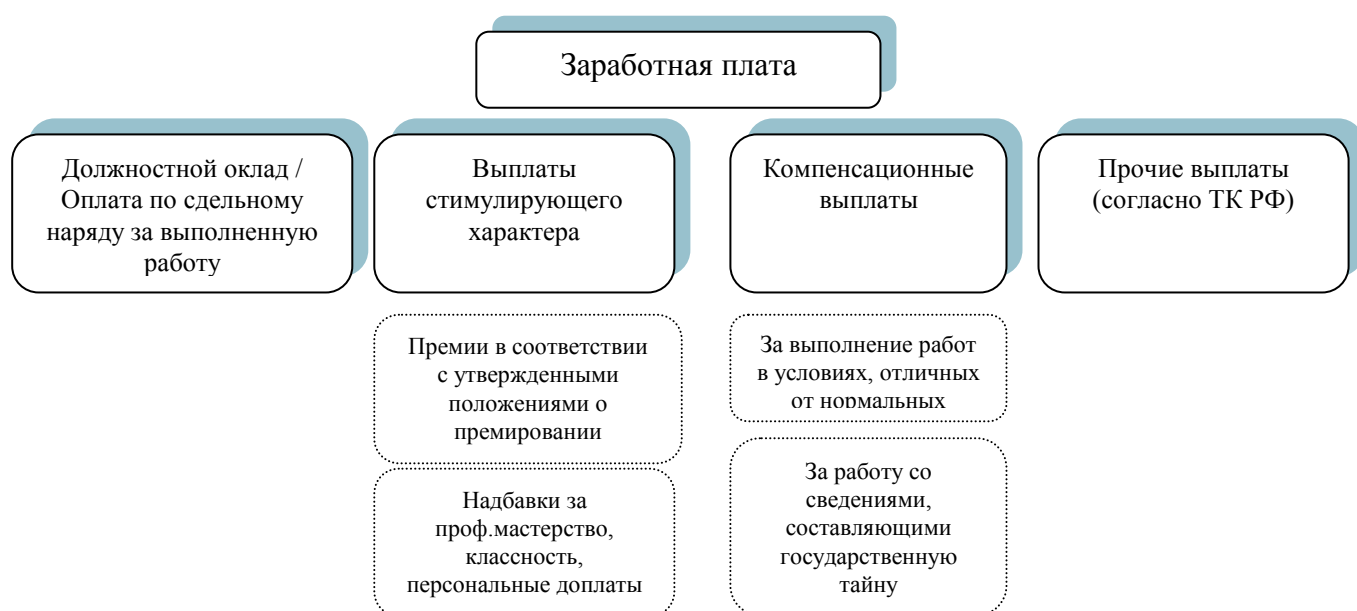 Заработная плата
Должностной оклад /
Оплата по сдельному
наряду за выполненную
работу
Выплаты
стимулирующего
характера
Компенсационные
выплаты
Прочие выплаты
(согласно ТК РФ)
Премии в соответствии
с утвержденными
положениями о
премировании
Надбавки за
проф.мастерство,
классность,
персональные доплаты
За выполнение работ
в условиях, отличных
от нормальных
За работу со
сведениями,
составляющими
государственную
тайну